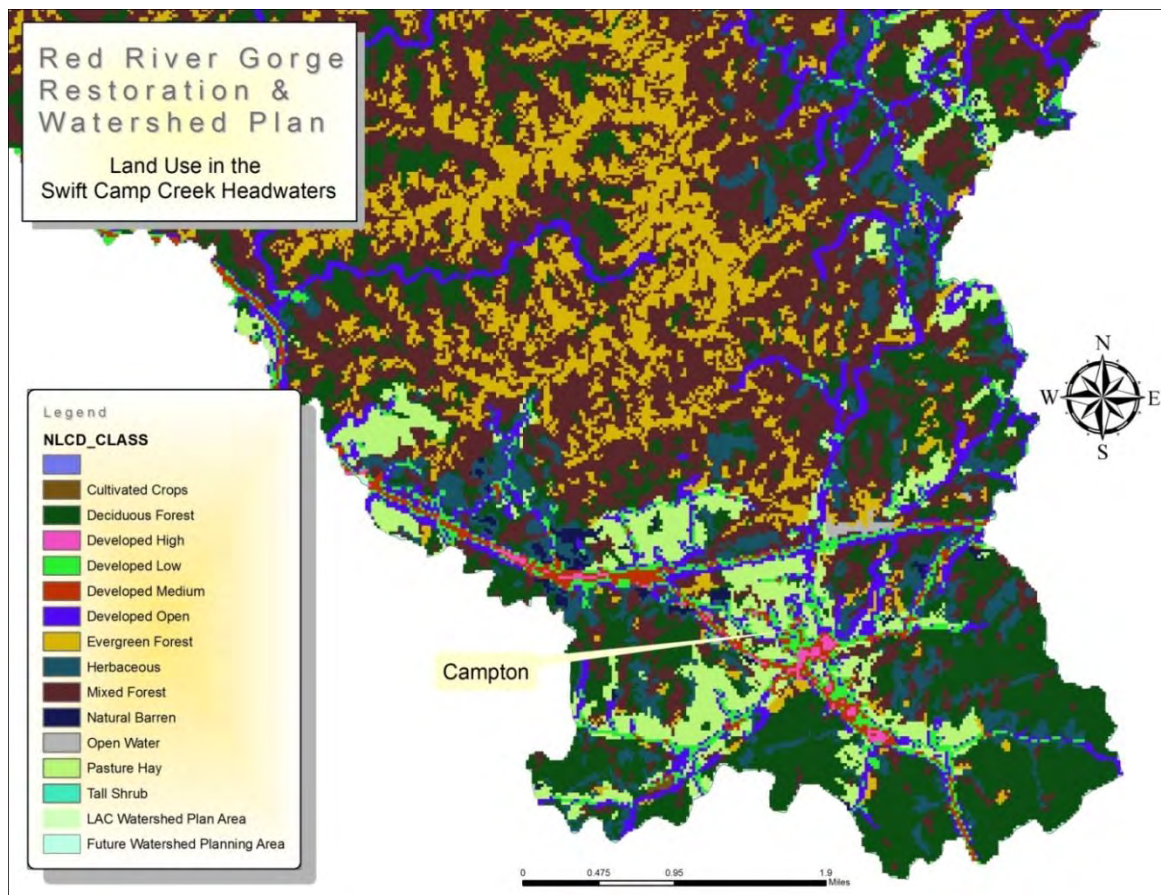 Red River Gorge
Restoration &
Watershed Plan
Land Use in the
Swift Camp Creek Headwaters
N
W
E
S
Legend
NLCD_CLASS
Cultivated Crops
Deciduous Forest
Developed High
Developed Low
Developed Medium
Developed Open
Evergreen Forest
Herbaceous
Mixed Forest
Natural Barren
Open Water
Pasture Hay
Tall Shrub
LAC Watershed Plan Area
Future Watershed Planning Area
Campton
0 0.475 0.95 1.9
Miles